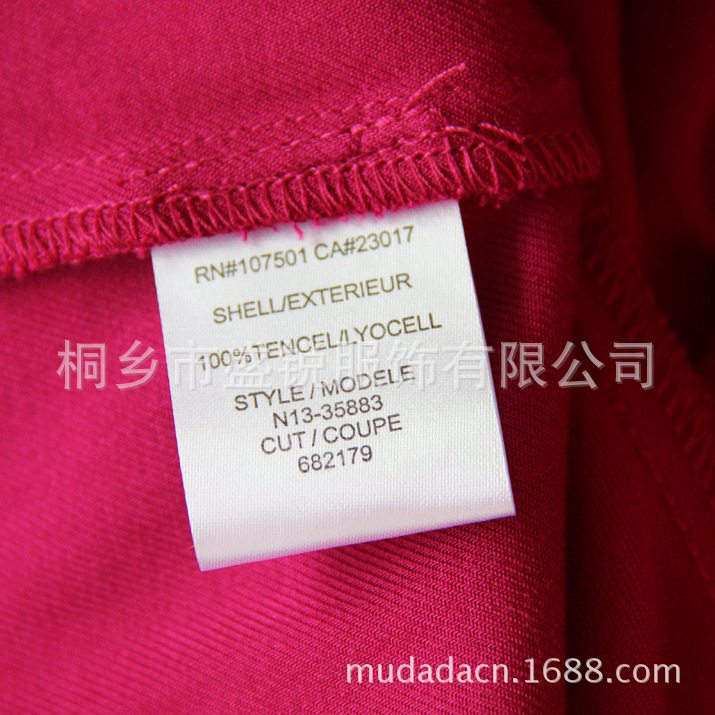 RN#107501 CA#23017
SHELL/EXTERIEUR
100%TENCEL/LYOCELL
桐乡市盛锐服饰有限公司
STYLE / MODELE
N13-35883
CUT / COUPE
682179
mudadacn.1688.com